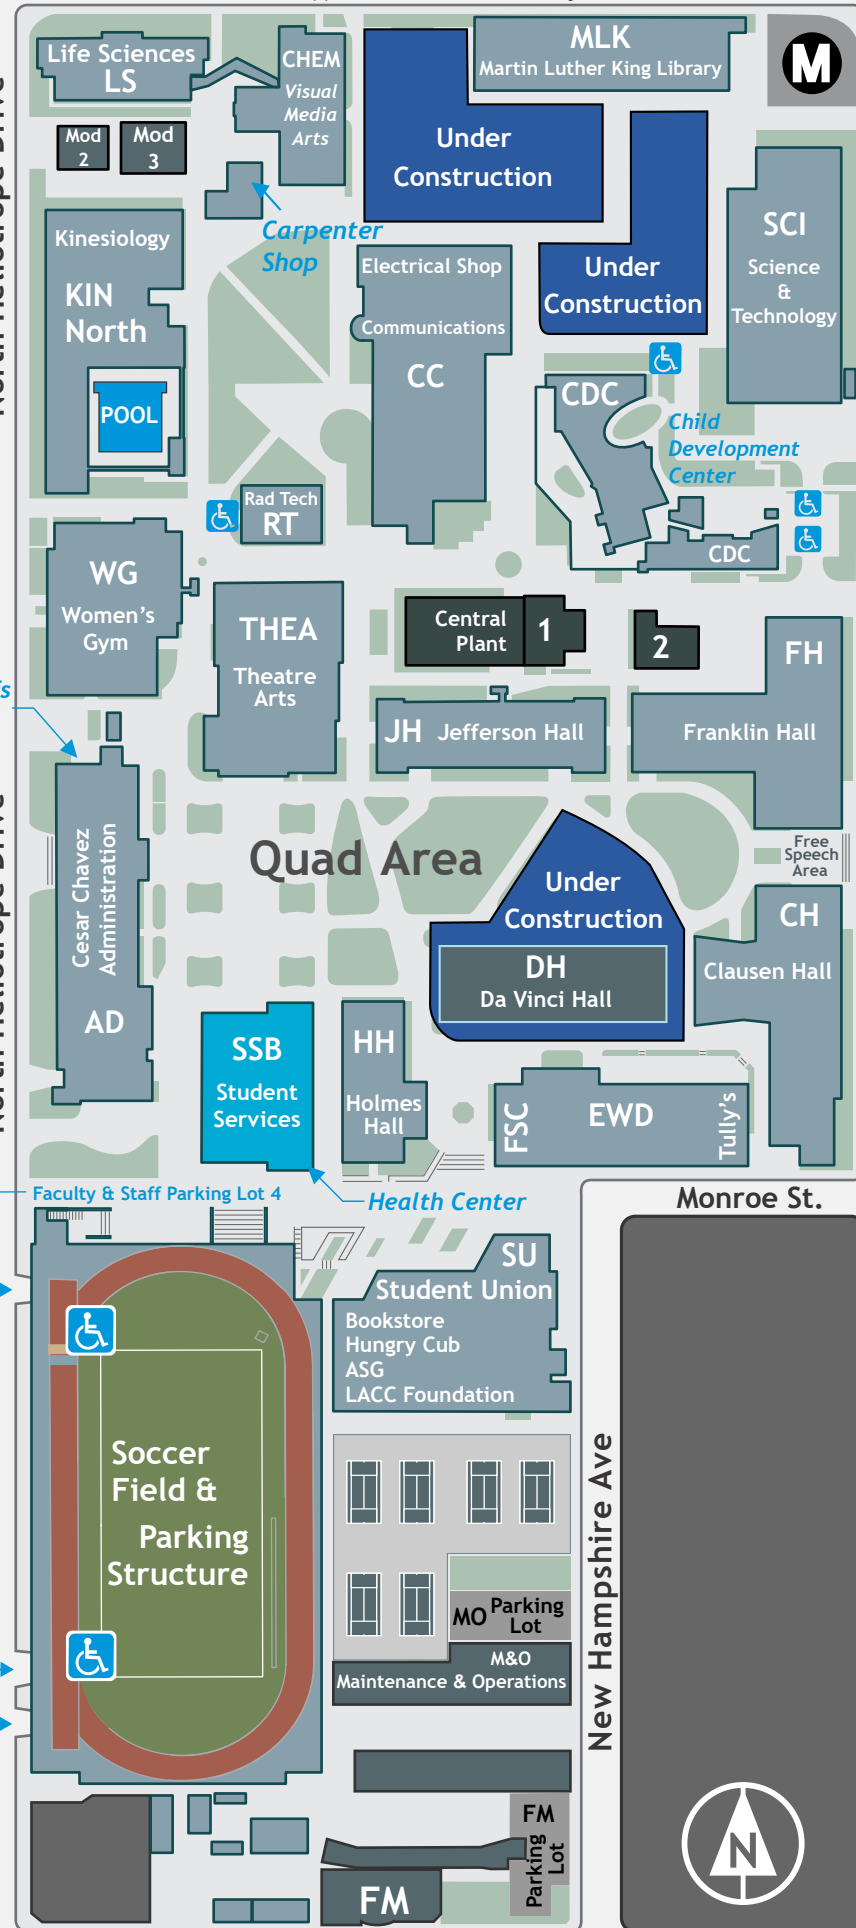 Life Sciences
LS
CHEM
Visual
Media
Arts
MLK
Martin Luther King Library
M
Mod
2
Mod
3
Under
Construction
Carpenter
Shop
Kinesiology
KIN
North
POOL
Electrical Shop
Communications
CC
Under
Construction
SCI
Science
&
Technology
CDC
Child
Development
Center
CDC
Rad Tech
RT
WG
Women's
Gym
THEA
Theatre
Arts
Central
Plant
1
2
FH
Franklin Hall
JH Jefferson Hall
Cesar Chavez
Administration
AD
Quad Area
Free
Speech
Area
Under
Construction
DH
Da Vinci Hall
CH
Clausen Hall
SSB
Student
Services
HH
Holmes
Hall
FSC
EWD
Tully's
Faculty & Staff Parking Lot 4
Health Center
Monroe St.
SU
Student Union
Bookstore
Hungry Cub
ASG
LACC Foundation
Soccer
Field &
Parking
Structure
New Hampshire Ave
MO Parking
Lot
M&O
Maintenance & Operations
FM
Parking
Lot
FM
N